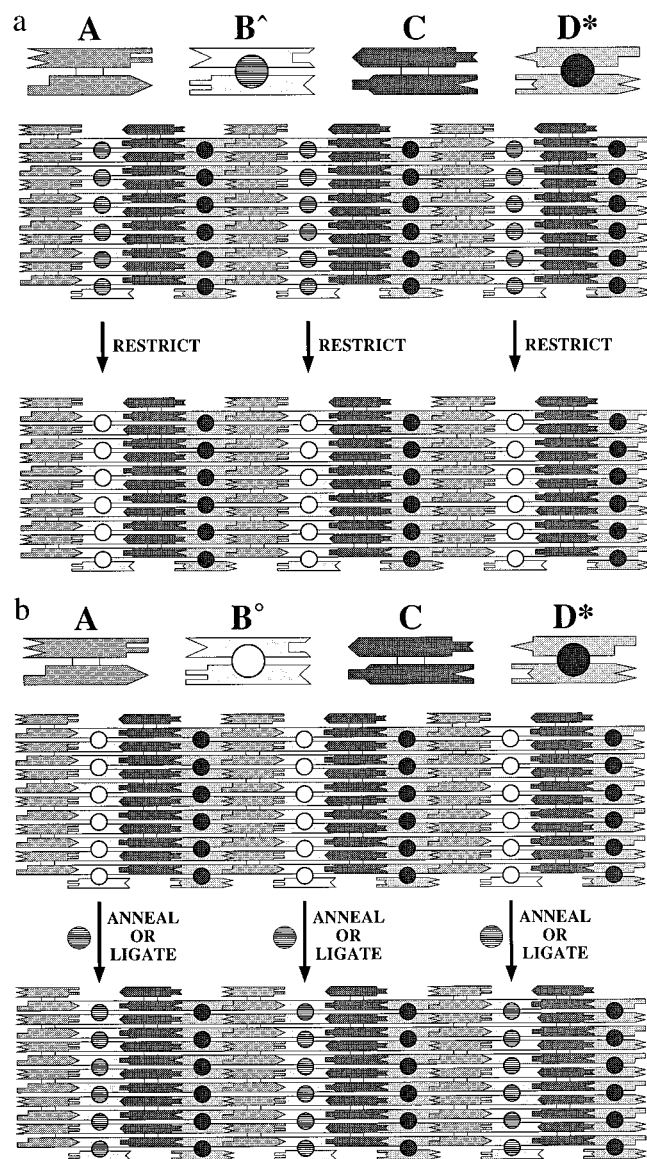 a
A B^ C D*
RESTRICT RESTRICT RESTRICT
b
A B° C D*
ANNEAL OR LIGATE ANNEAL OR LIGATE ANNEAL OR LIGATE